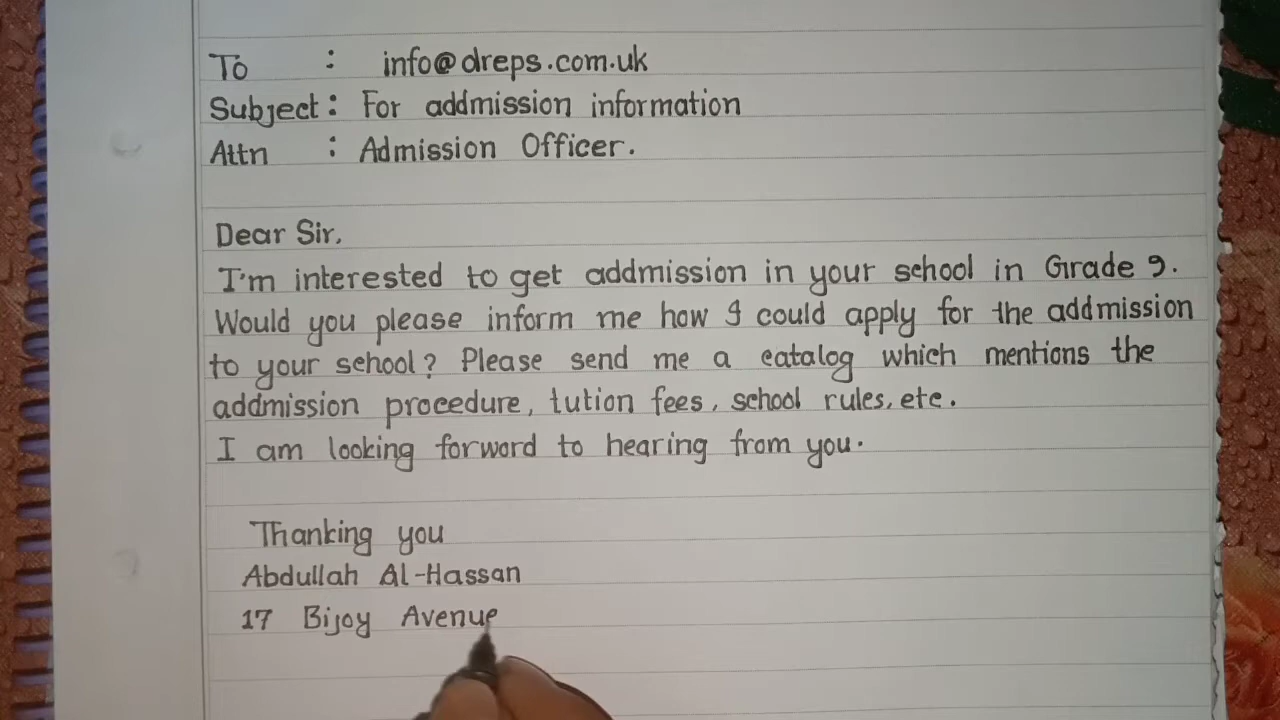 To : info@dreps.com.uk
Subject : For addmission information
Attn : Admission Officer.
Dear Sir,
I'm interested to get addmission in your school in Grade 9.
Would you please inform me how I could apply for the addmission
to your school? Please send me a catalog which mentions the
addmission procedure, tution fees, school rules, etc.
I am looking forward to hearing from you.
Thanking you
Abdullah Al-Hassan
17 Bijoy Avenue